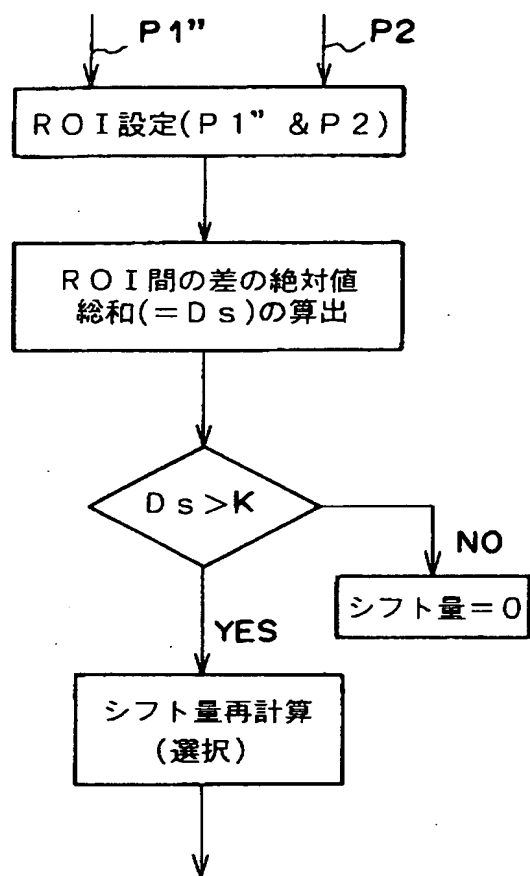 P1” P2
ROI設定(P1”&P2)
ROI間の差の絶対値
総和(=Ds)の算出
Ds>K
NO
シフト量=0
YES
シフト量再計算
(選択)